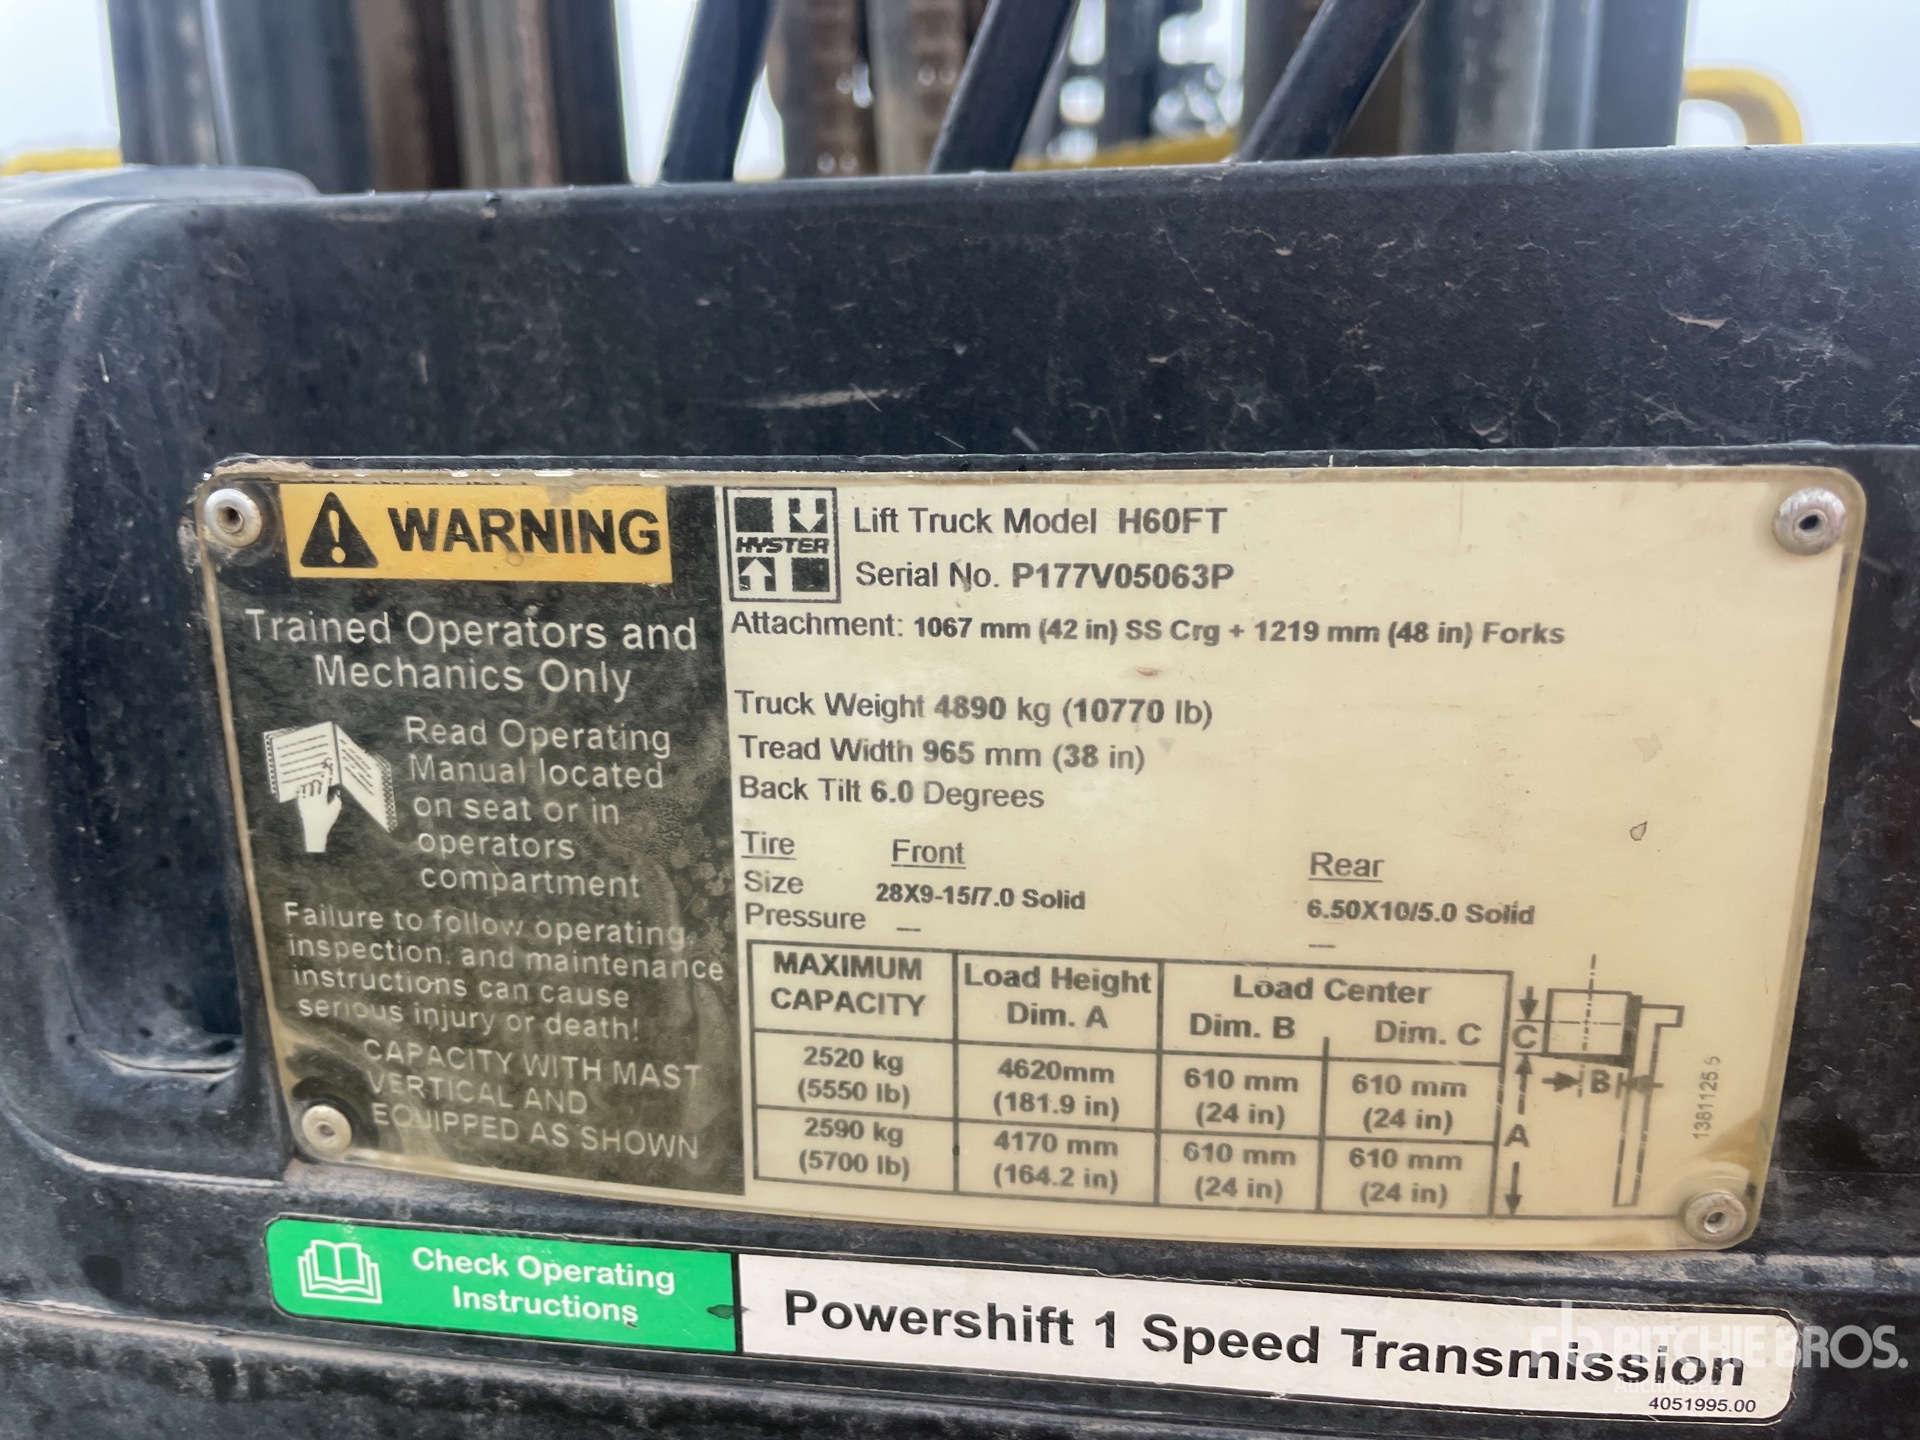 WARNING
Trained Operators and
Mechanics Only
Read Operating
Manual located
on seat or in
operators
compartment
Failure to follow operating,
inspection, and maintenance
instructions can cause
serious injury or death!
CAPACITY WITH MAST
VERTICAL AND
EQUIPPED AS SHOWN
HYSTER
Lift Truck Model H60FT
Serial No. P177V05063P
Attachment: 1067 mm (42 in) SS Crg + 1219 mm (48 in) Forks
Truck Weight 4890 kg (10770 lb)
Tread Width 965 mm (38 in)
Back Tilt 6.0 Degrees
Tire Front Rear
Size 28X9-15/7.0 Solid 6.50X10/5.0 Solid
Pressure — —
MAXIMUM CAPACITY Load Height Dim. A Load Center Dim. B Dim. C
2520 kg (5550 lb) 4620mm (181.9 in) 610 mm (24 in) 610 mm (24 in)
2590 kg (5700 lb) 4170 mm (164.2 in) 610 mm (24 in) 610 mm (24 in)
C
B
A
1381125 5
Check Operating
Instructions
Powershift 1 Speed Transmission
4051995.00
RITCHIE BROS.
Auctioneers